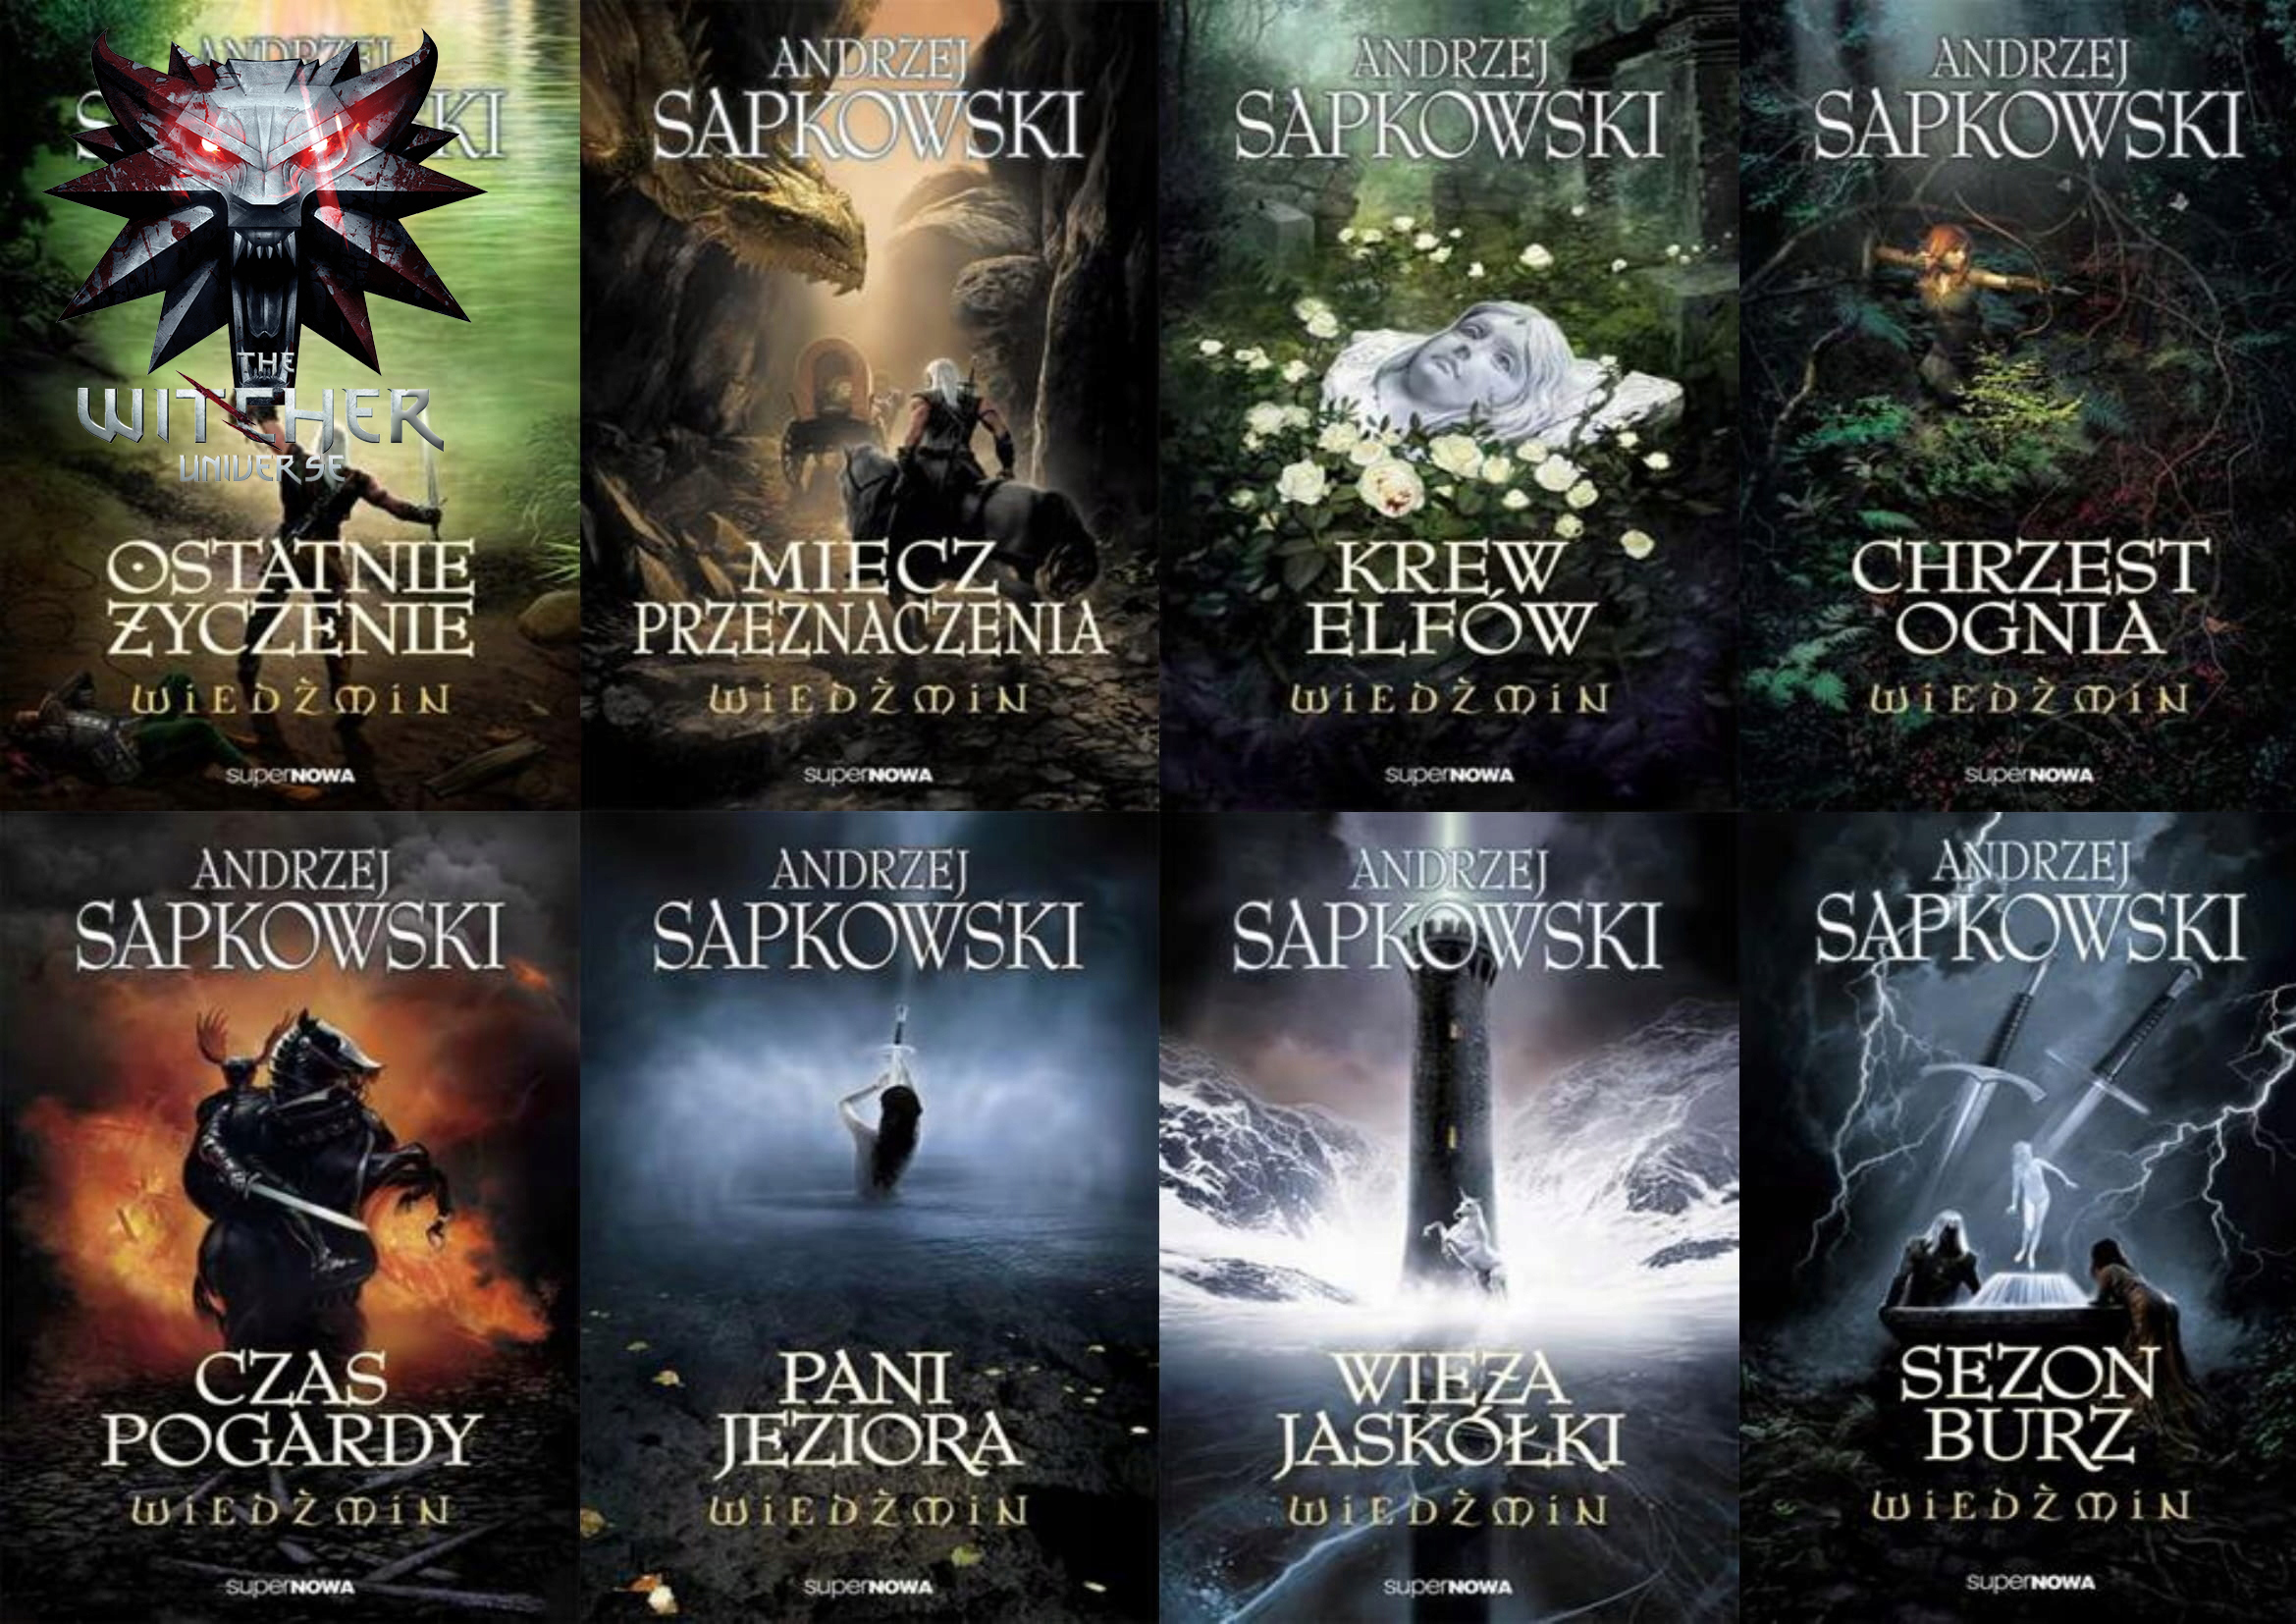 ANDRZEJ
S KI
THE
WITCHER
UNIVERSE
OSTATNIE
ŻYCZENIE
WIEDŹMIN
superNOWA
ANDRZEJ
SAPKOWSKI
MIECZ
PRZEZNACZENIA
WIEDŹMIN
superNOWA
ANDRZEJ
SAPKOWSKI
KREW
ELFÓW
WIEDŹMIN
superNOWA
ANDRZEJ
SAPKOWSKI
CHRZEST
OGNIA
WIEDŹMIN
superNOWA
ANDRZEJ
SAPKOWSKI
CZAS
POGARDY
WIEDŹMIN
superNOWA
ANDRZEJ
SAPKOWSKI
PANI
JEZIORA
WIEDŹMIN
superNOWA
ANDRZEJ
SAPKOWSKI
WIEŻA
JASKÓŁKI
WIEDŹMIN
superNOWA
ANDRZEJ
SAPKOWSKI
SEZON
BURZ
WIEDŹMIN
superNOWA